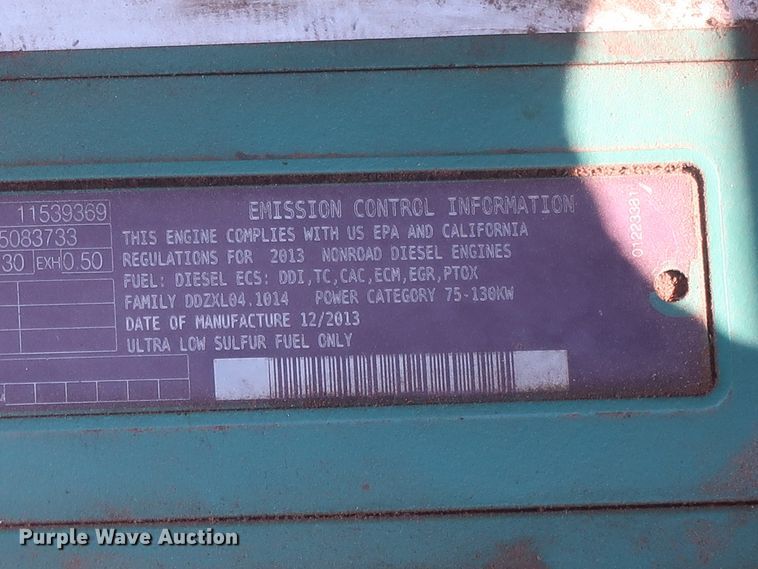 11539369
5083733
30 EXH 0.50
EMISSION CONTROL INFORMATION
THIS ENGINE COMPLIES WITH US EPA AND CALIFORNIA
REGULATIONS FOR 2013 NONROAD DIESEL ENGINES
FUEL: DIESEL ECS: DDI,TC,CAC,ECM,EGR,PTOX
FAMILY DDZXL04.1014 POWER CATEGORY 75-130KW
DATE OF MANUFACTURE 12/2013
ULTRA LOW SULFUR FUEL ONLY
Purple Wave Auction